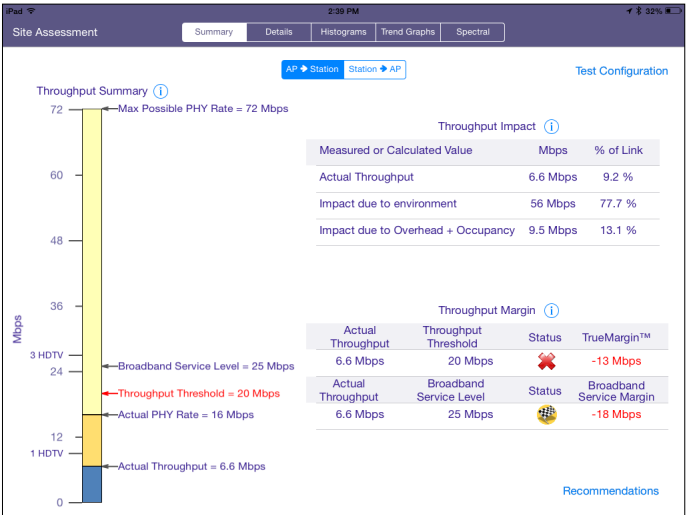 iPad 2:39 PM 32%
Site Assessment Summary Details Histograms Trend Graphs Spectral
AP ➔ Station Station ➔ AP
Test Configuration
Throughput Summary i
72 Max Possible PHY Rate = 72 Mbps
60
48
36
Mbps
3 HDTV
24
Broadband Service Level = 25 Mbps
Throughput Threshold = 20 Mbps
Actual PHY Rate = 16 Mbps
12
1 HDTV
Actual Throughput = 6.6 Mbps
0
Throughput Impact i
Measured or Calculated Value Mbps % of Link
Actual Throughput 6.6 Mbps 9.2 %
Impact due to environment 56 Mbps 77.7 %
Impact due to Overhead + Occupancy 9.5 Mbps 13.1 %
Throughput Margin i
Actual Throughput Throughput Threshold Status TrueMargin™
6.6 Mbps 20 Mbps -13 Mbps
Actual Throughput Broadband Service Level Status Broadband Service Margin
6.6 Mbps 25 Mbps -18 Mbps
Recommendations